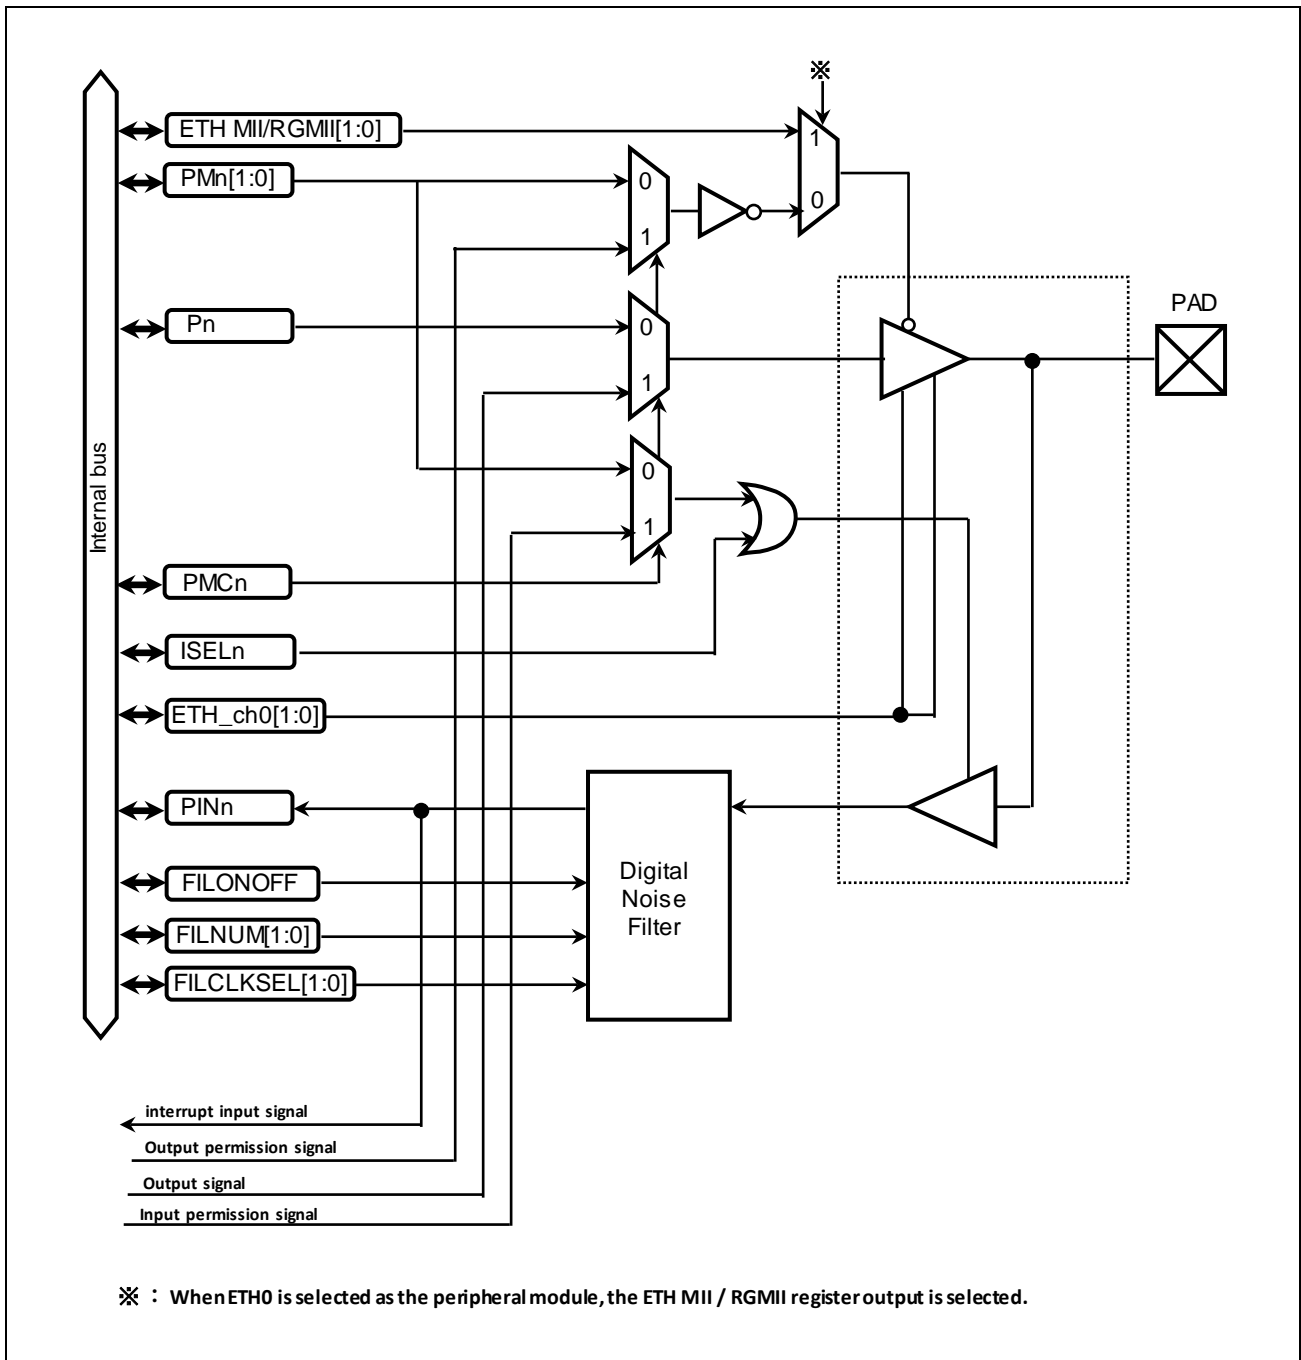 ※
ETH MII/RGMII[1:0]
1
PMn[1:0]
0
0
1
PAD
Pn
0
1
Internal bus
0
1
PMCn
ISELn
ETH_ch0[1:0]
PINn
Digital
Noise
Filter
FILONOFF
FILNUM[1:0]
FILCLKSEL[1:0]
interrupt input signal
Output permission signal
Output signal
Input permission signal
※ : When ETH0 is selected as the peripheral module, the ETH MII / RGMII register output is selected.